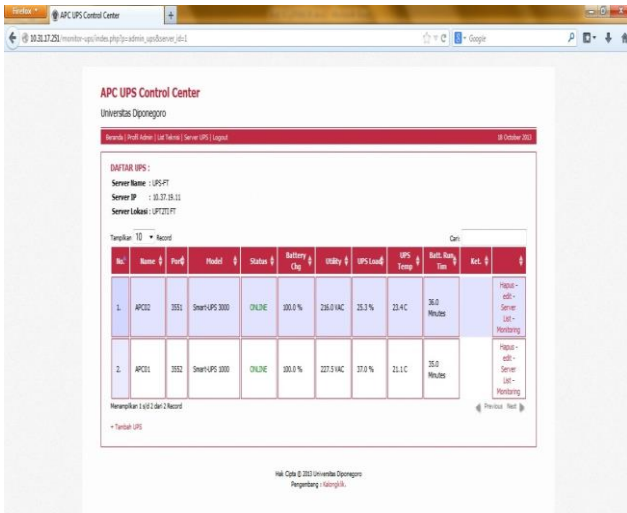 Firefox
APC UPS Control Center
10.31.17.251/monitor-ups/index.php?p=admin_ups&server_id=1
Google
APC UPS Control Center
Universitas Diponegoro
Beranda | Profil Admin | List Teknisi | Server UPS | Logout
18 October 2013
DAFTAR UPS :
Server Name : UPS-FT
Server IP : 10.37.19.11
Server Lokasi : UPT2TI FT
Tampilkan 10 Record
Cari:
No. Name Port Model Status Battery Chg Utility UPS Load UPS Temp Batt. Run Tim Ket.
1. APC02 3551 Smart-UPS 3000 ONLINE 100.0 % 216.0 VAC 25.3 % 23.4 C 36.0 Minutes Hapus - edit - Server List - Monitoring
2. APC01 3552 Smart-UPS 1000 ONLINE 100.0 % 227.5 VAC 37.0 % 21.1 C 35.0 Minutes Hapus - edit - Server List - Monitoring
Menampilkan 1 s/d 2 dari 2 Record
Previous Next
+ Tambah UPS
Hak Cipta © 2013 Universitas Diponegoro
Pengembang : Kalongkik.